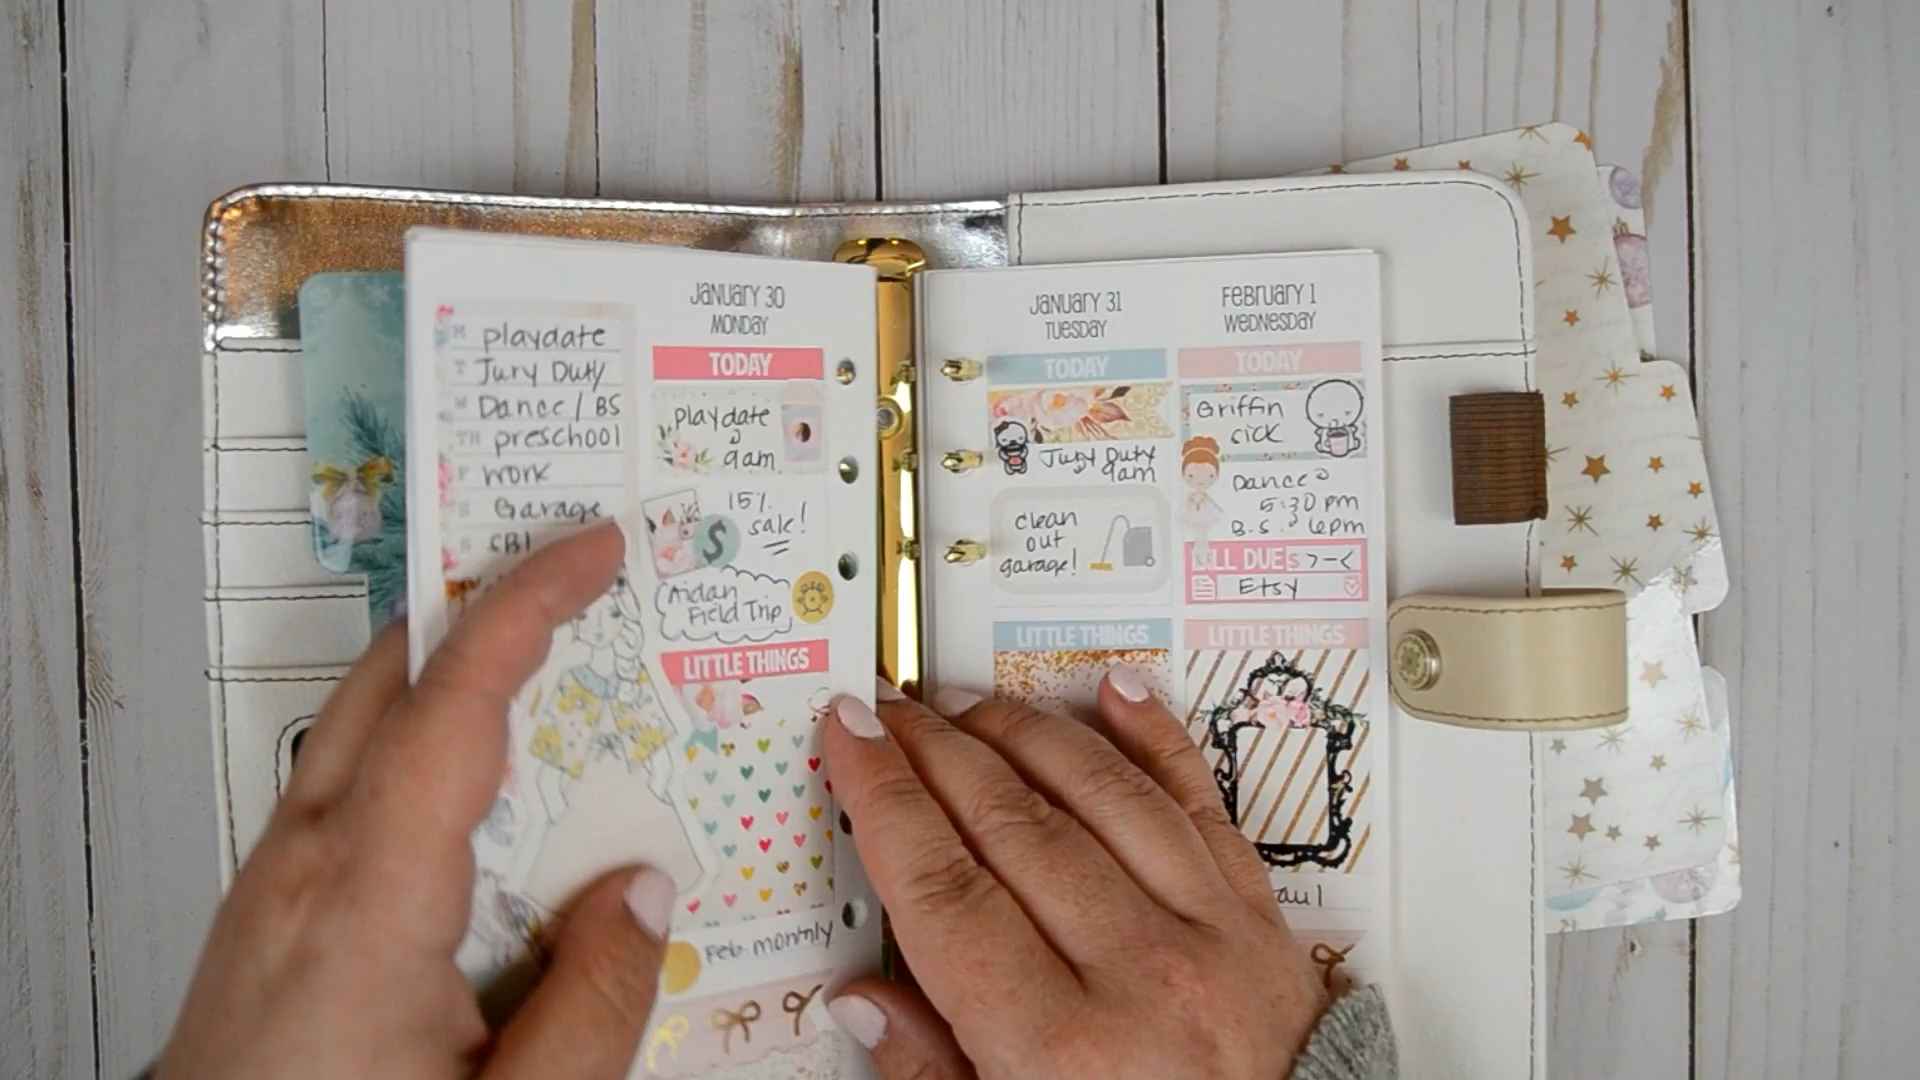 M playdate
T Jury Duty
W Dance / BS
TH preschool
F work
S Garage
S
January 30
Monday
TODAY
Playdate
@
9am
15%
sale!
$
Aidan
Field Trip
LITTLE THINGS
Feb. monthly
January 31
Tuesday
TODAY
Jury Duty
9am
clean
out
garage!
LITTLE THINGS
February 1
Wednesday
TODAY
Griffin
sick
Dance @
5:30 pm
B.S. @ 6pm
DUE
Etsy
LITTLE THINGS